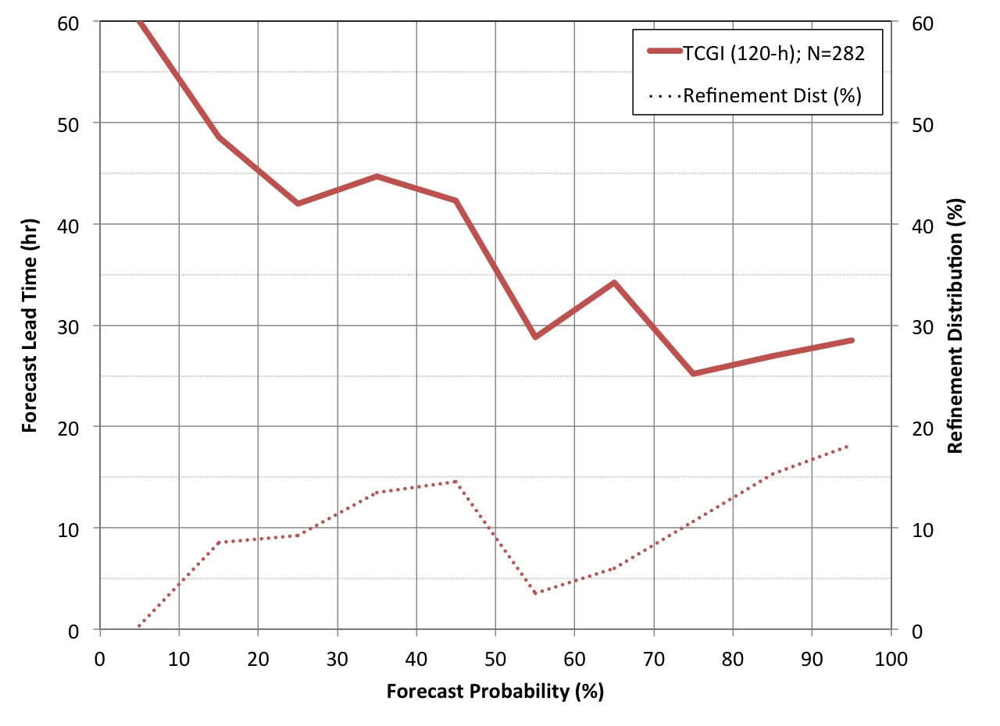 60
50
40
30
20
10
0
Forecast Lead Time (hr)
TCGI (120-h); N=282
Refinement Dist (%)
60
50
40
30
20
10
0
Refinement Distribution (%)
0 10 20 30 40 50 60 70 80 90 100
Forecast Probability (%)